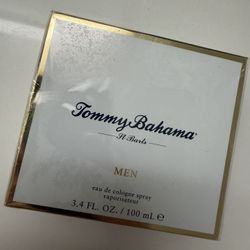 Tommy Bahama®
St Barts
MEN
eau de cologne spray
vaporisateur
3.4 FL. OZ. / 100 mL e